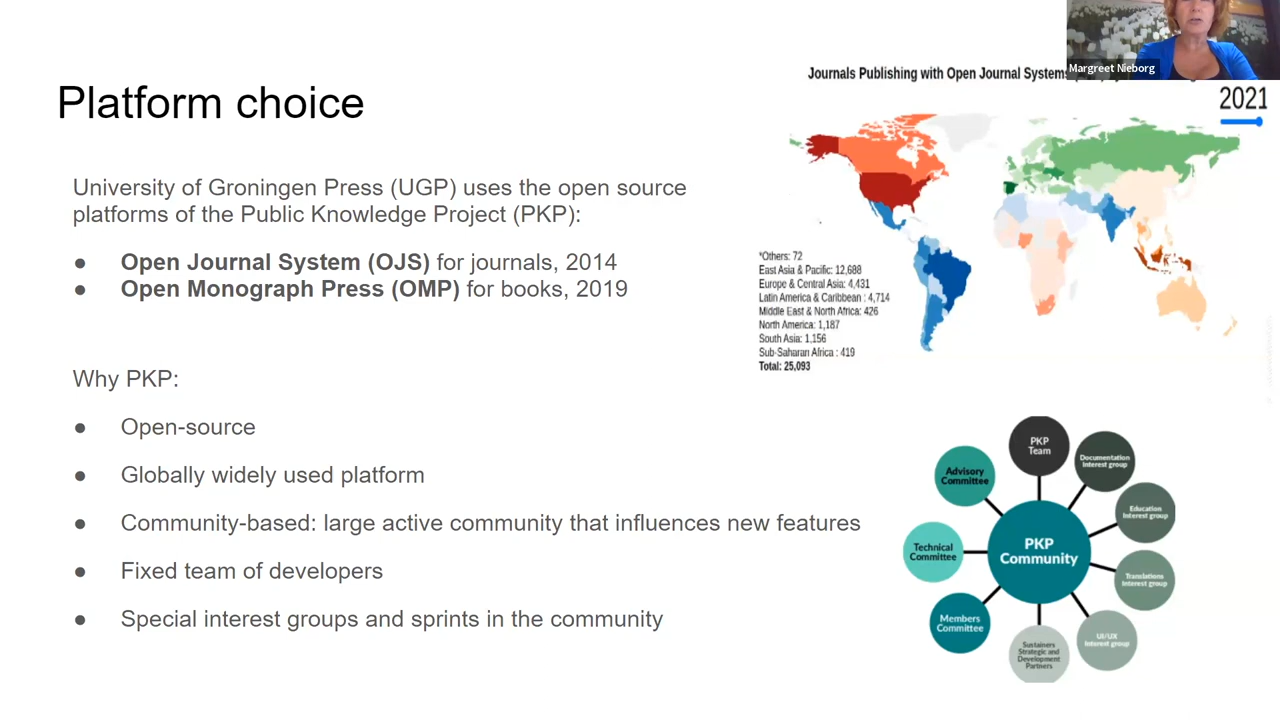 Margreet Nieborg
Journals Publishing with Open Journal Systems
2021
Platform choice
University of Groningen Press (UGP) uses the open source
platforms of the Public Knowledge Project (PKP):
● Open Journal System (OJS) for journals, 2014
● Open Monograph Press (OMP) for books, 2019
Why PKP:
● Open-source
● Globally widely used platform
● Community-based: large active community that influences new features
● Fixed team of developers
● Special interest groups and sprints in the community
*Others: 72
East Asia & Pacific: 12,688
Europe & Central Asia: 4,431
Latin America & Caribbean : 4,714
Middle East & North Africa: 426
North America: 1,187
South Asia: 1,156
Sub-Saharan Africa : 419
Total: 25,093
PKP
Team
Documentation
Interest group
Education
Interest group
Translations
Interest group
UI/UX
Interest group
Sustainers
Strategic and
Development
Partners
Members
Committee
Technical
Committee
Advisory
Committee
PKP
Community